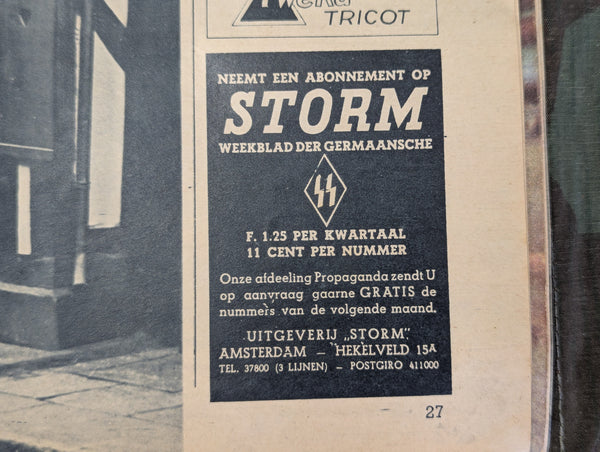 TRICOT
NEEMT EEN ABONNEMENT OP
STORM
WEEKBLAD DER GERMAANSCHE
F. 1.25 PER KWARTAAL
11 CENT PER NUMMER
Onze afdeeling Propaganda zendt U
op aanvraag gaarne GRATIS de
nummers van de volgende maand.
UITGEVERIJ „STORM"
AMSTERDAM – HEKELVELD 15A
TEL. 37800 (3 LIJNEN) – POSTGIRO 411000
27